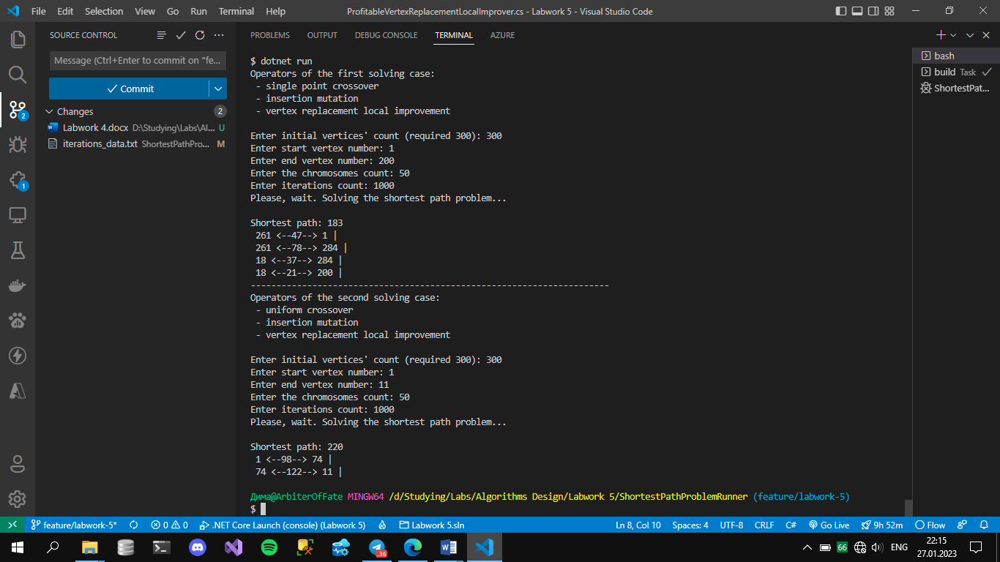 File Edit Selection View Go Run Terminal Help
ProfitableVertexReplacementLocalImprover.cs - Labwork 5 - Visual Studio Code
SOURCE CONTROL
Message (Ctrl+Enter to commit on "fe...
Commit
Changes 2
Labwork 4.docx D:\Studying\Labs\Al... U
iterations_data.txt ShortestPathPro... M
2
1
PROBLEMS OUTPUT DEBUG CONSOLE TERMINAL AZURE
$ dotnet run
Operators of the first solving case:
- single point crossover
- insertion mutation
- vertex replacement local improvement
Enter initial vertices' count (required 300): 300
Enter start vertex number: 1
Enter end vertex number: 200
Enter the chromosomes count: 50
Enter iterations count: 1000
Please, wait. Solving the shortest path problem...
Shortest path: 183
261 <--47--> 1 |
261 <--78--> 284 |
18 <--37--> 284 |
18 <--21--> 200 |
----------------------------------------------------------------------
Operators of the second solving case:
- uniform crossover
- insertion mutation
- vertex replacement local improvement
Enter initial vertices' count (required 300): 300
Enter start vertex number: 1
Enter end vertex number: 11
Enter the chromosomes count: 50
Enter iterations count: 1000
Please, wait. Solving the shortest path problem...
Shortest path: 220
1 <--98--> 74 |
74 <--122--> 11 |
Дима@ArbiterOfFate MINGW64 /d/Studying/Labs/Algorithms Design/Labwork 5/ShortestPathProblemRunner (feature/labwork-5)
$
bash
build Task
ShortestPat...
feature/labwork-5* 0 0 .NET Core Launch (console) (Labwork 5) Labwork 5.sln Ln 8, Col 10 Spaces: 4 UTF-8 CRLF C# Go Live 9h 52m Flow
.36
66 ENG
22:15
27.01.2023